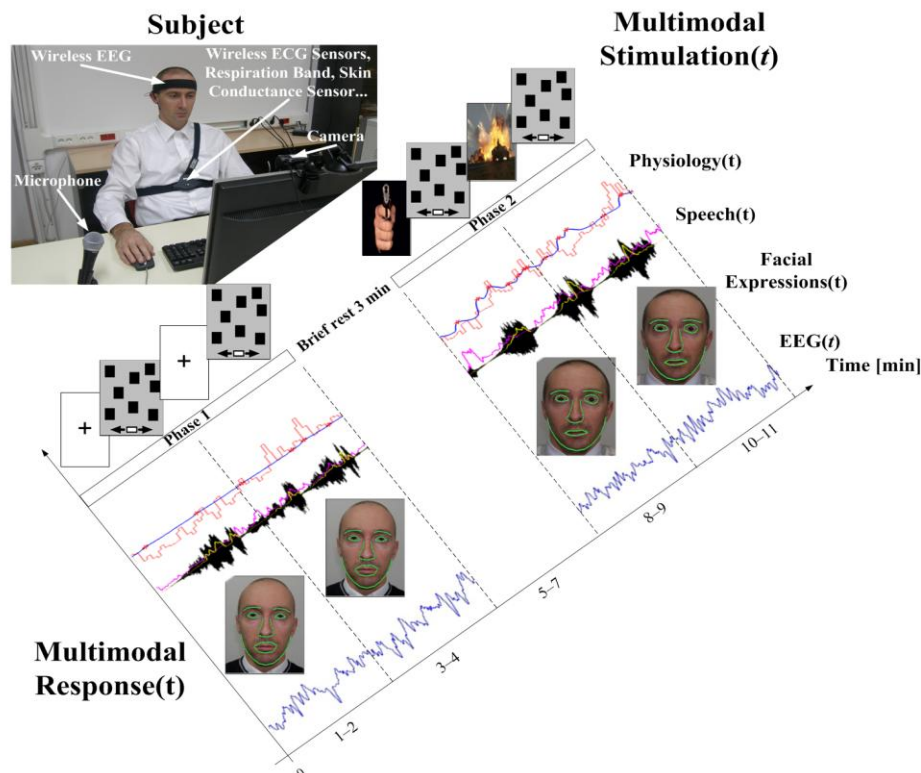 Subject
Wireless EEG
Wireless ECG Sensors,
Respiration Band, Skin
Conductance Sensor...
Camera
Microphone
Multimodal
Stimulation(t)
Physiology(t)
Speech(t)
Facial
Expressions(t)
EEG(t)
Time [min]
Phase 2
Brief rest 3 min
Phase 1
Multimodal
Response(t)
0
1–2
3–4
5–7
8–9
10–11